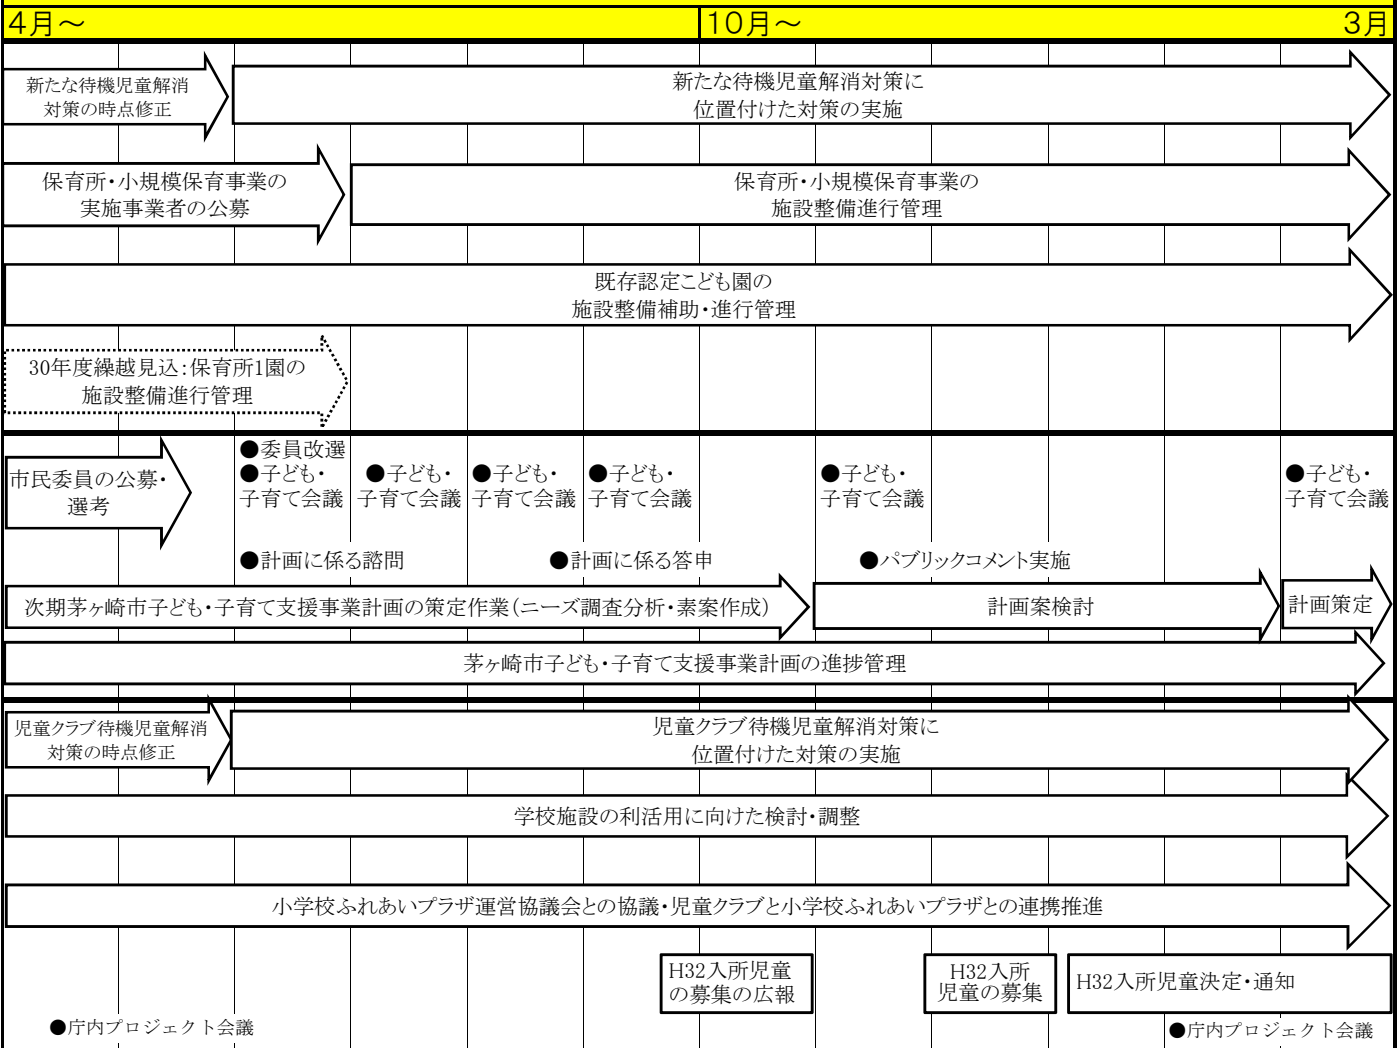 4月～
10月～
3月
新たな待機児童解消
対策の時点修正
新たな待機児童解消対策に
位置付けた対策の実施
保育所・小規模保育事業の
実施事業者の公募
保育所・小規模保育事業の
施設整備進行管理
既存認定こども園の
施設整備補助・進行管理
30年度繰越見込：保育所1園の
施設整備進行管理
市民委員の公募・
選考
●委員改選
●子ども・
子育て会議
●子ども・
子育て会議
●子ども・
子育て会議
●子ども・
子育て会議
●子ども・
子育て会議
●子ども・
子育て会議
●計画に係る諮問
●計画に係る答申
●パブリックコメント実施
次期茅ヶ崎市子ども・子育て支援事業計画の策定作業（ニーズ調査分析・素案作成）
計画案検討
計画策定
茅ヶ崎市子ども・子育て支援事業計画の進捗管理
児童クラブ待機児童解消
対策の時点修正
児童クラブ待機児童解消対策に
位置付けた対策の実施
学校施設の利活用に向けた検討・調整
小学校ふれあいプラザ運営協議会との協議・児童クラブと小学校ふれあいプラザとの連携推進
H32入所児童
の募集の広報
H32入所
児童の募集
H32入所児童決定・通知
●庁内プロジェクト会議
●庁内プロジェクト会議